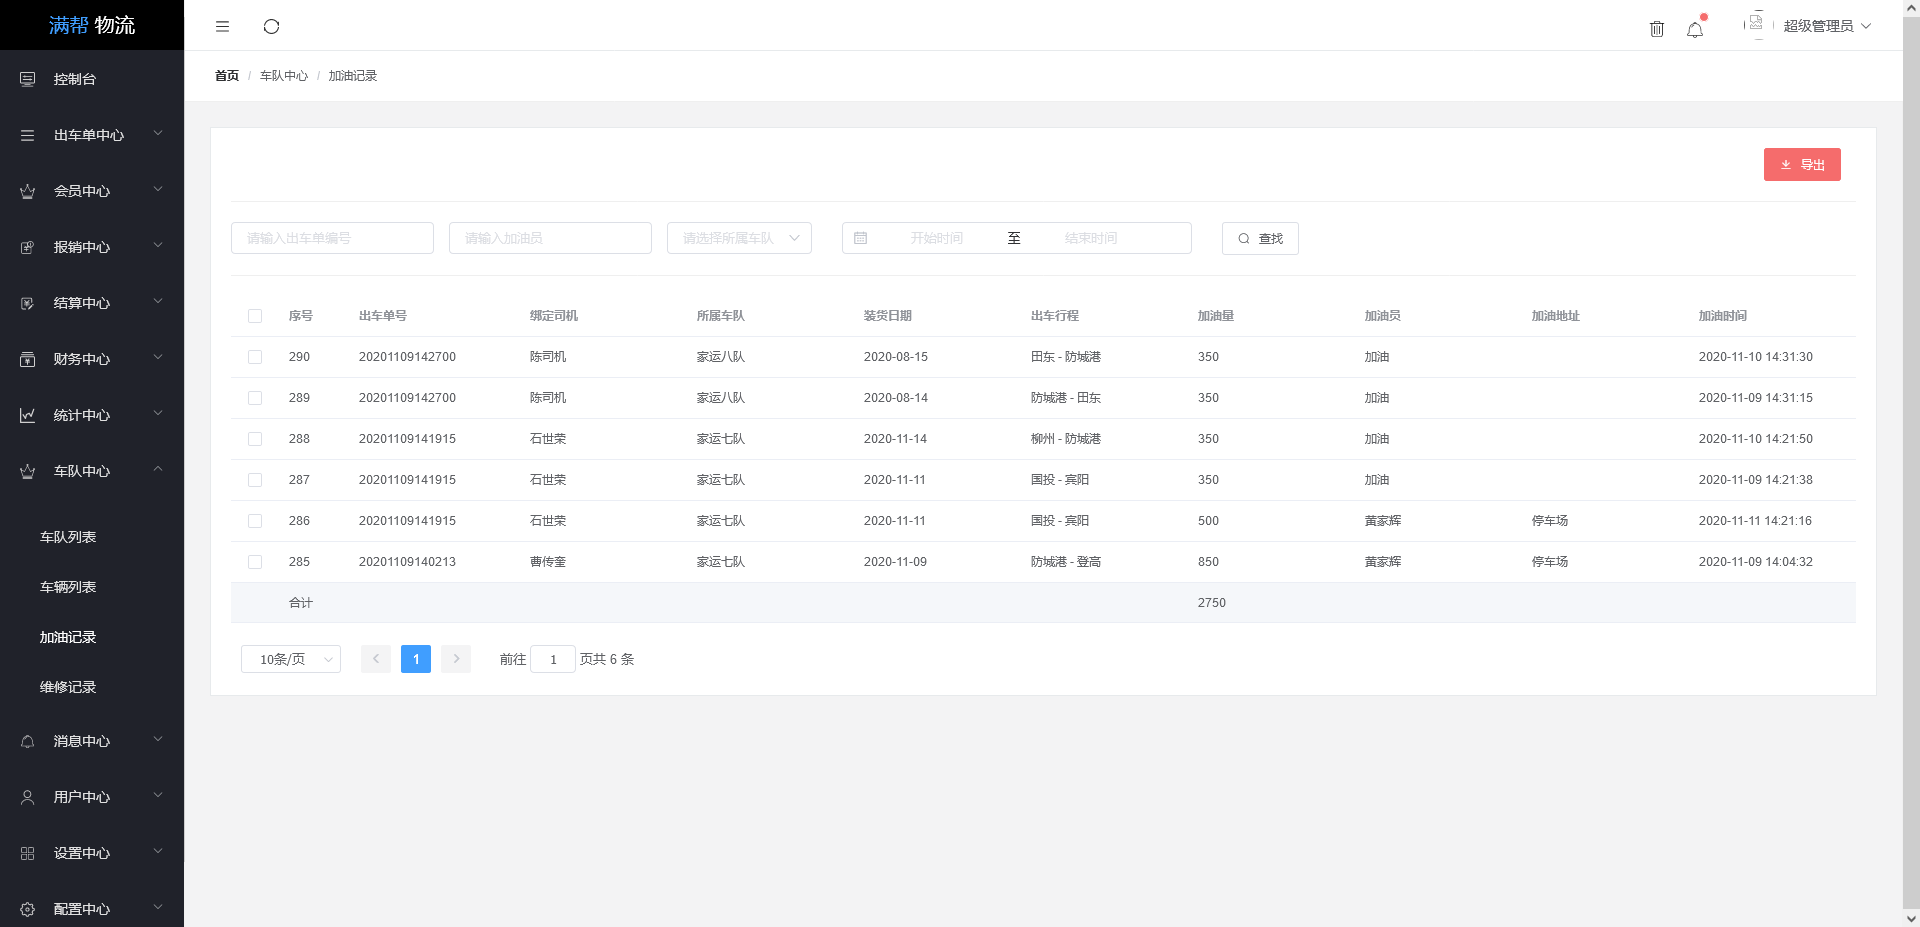 满帮 物流
控制台
出车单中心
会员中心
报销中心
结算中心
财务中心
统计中心
车队中心
车队列表
车辆列表
加油记录
维修记录
消息中心
用户中心
设置中心
配置中心
超级管理员
首页 / 车队中心 / 加油记录
导出
请输入出车单编号 请输入加油员 请选择所属车队 开始时间 至 结束时间 查找
序号 出车单号 绑定司机 所属车队 装货日期 出车行程 加油量 加油员 加油地址 加油时间
290 20201109142700 陈司机 家运八队 2020-08-15 田东 - 防城港 350 加油 2020-11-10 14:31:30
289 20201109142700 陈司机 家运八队 2020-08-14 防城港 - 田东 350 加油 2020-11-09 14:31:15
288 20201109141915 石世荣 家运七队 2020-11-14 柳州 - 防城港 350 加油 2020-11-10 14:21:50
287 20201109141915 石世荣 家运七队 2020-11-11 国投 - 宾阳 350 加油 2020-11-09 14:21:38
286 20201109141915 石世荣 家运七队 2020-11-11 国投 - 宾阳 500 黄家辉 停车场 2020-11-11 14:21:16
285 20201109140213 曹传奎 家运七队 2020-11-09 防城港 - 登高 850 黄家辉 停车场 2020-11-09 14:04:32
合计 2750
10条/页 1 前往 1 页共 6 条